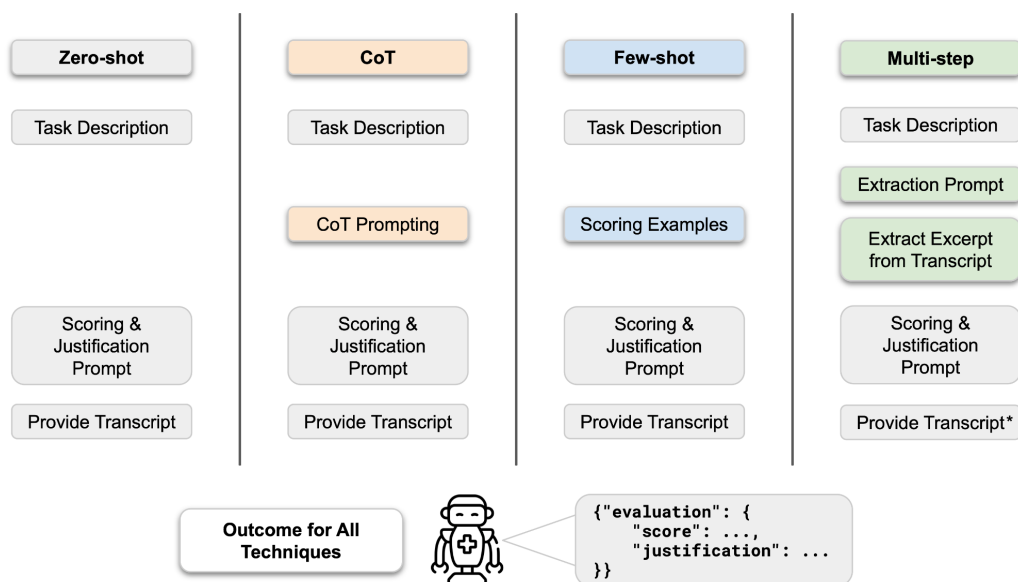 Zero-shot
Task Description
Scoring &
Justification
Prompt
Provide Transcript
CoT
Task Description
CoT Prompting
Scoring &
Justification
Prompt
Provide Transcript
Few-shot
Task Description
Scoring Examples
Scoring &
Justification
Prompt
Provide Transcript
Multi-step
Task Description
Extraction Prompt
Extract Excerpt
from Transcript
Scoring &
Justification
Prompt
Provide Transcript*
Outcome for All
Techniques
{"evaluation": {
"score": ...,
"justification": ...
}}